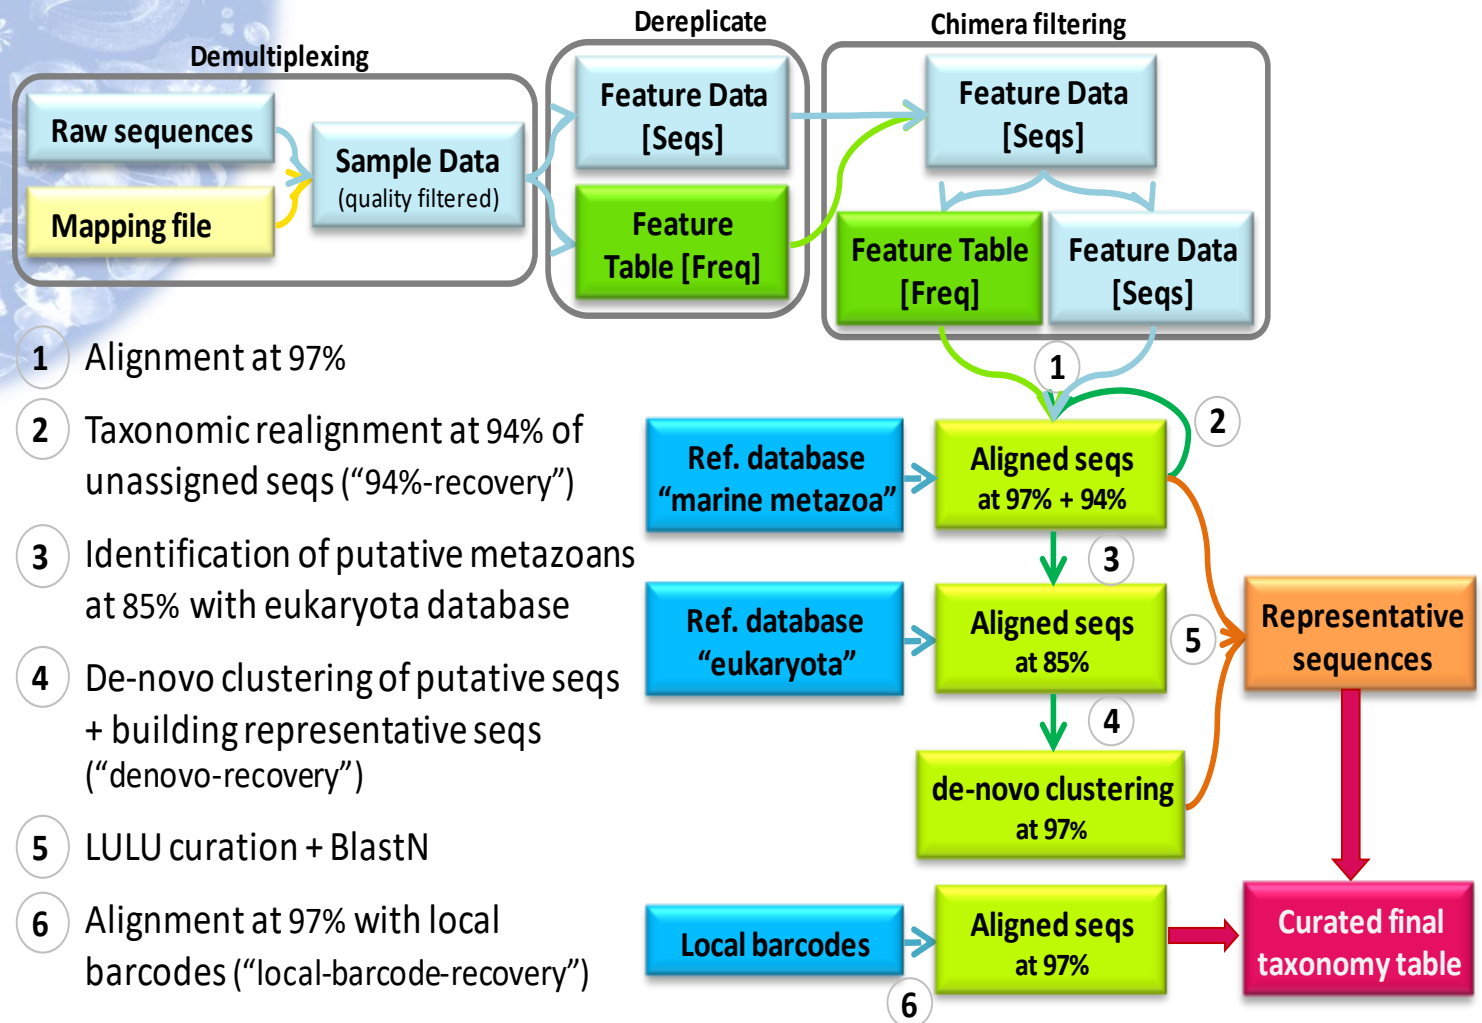 Demultiplexing
Dereplicate
Chimera filtering
Raw sequences
Mapping file
Sample Data
(quality filtered)
Feature Data
[Seqs]
Feature
Table [Freq]
Feature Data
[Seqs]
Feature Table
[Freq]
Feature Data
[Seqs]
1 Alignment at 97%
2 Taxonomic realignment at 94% of
unassigned seqs (“94%-recovery”)
3 Identification of putative metazoans
at 85% with eukaryota database
4 De-novo clustering of putative seqs
+ building representative seqs
(“denovo-recovery”)
5 LULU curation + BlastN
6 Alignment at 97% with local
barcodes (“local-barcode-recovery”)
1
2
Ref. database
“marine metazoa”
Aligned seqs
at 97% + 94%
3
Ref. database
“eukaryota”
Aligned seqs
at 85%
5
Representative
sequences
4
de-novo clustering
at 97%
Local barcodes
6
Aligned seqs
at 97%
Curated final
taxonomy table